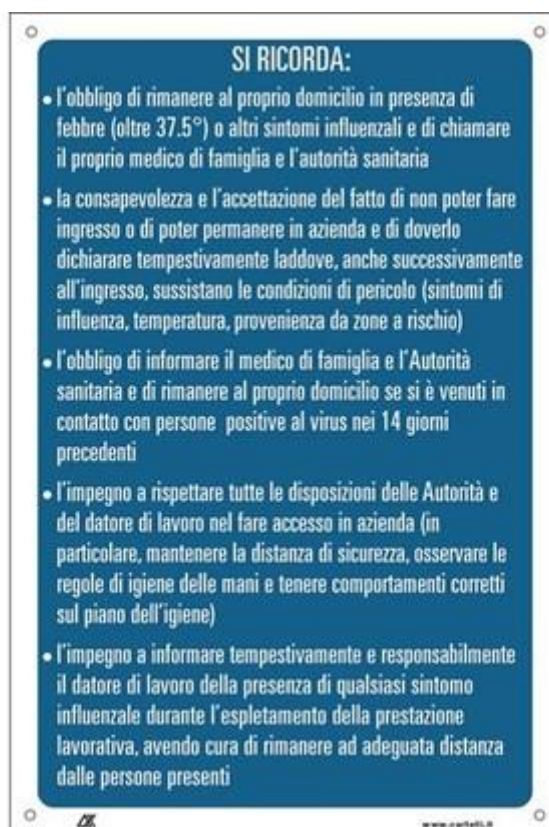 SI RICORDA:
• l'obbligo di rimanere al proprio domicilio in presenza di
febbre (oltre 37.5°) o altri sintomi influenzali e di chiamare
il proprio medico di famiglia e l'autorità sanitaria
• la consapevolezza e l'accettazione del fatto di non poter fare
ingresso o di poter permanere in azienda e di doverlo
dichiarare tempestivamente laddove, anche successivamente
all'ingresso, sussistano le condizioni di pericolo (sintomi di
influenza, temperatura, provenienza da zone a rischio)
• l'obbligo di informare il medico di famiglia e l'Autorità
sanitaria e di rimanere al proprio domicilio se si è venuti in
contatto con persone positive al virus nei 14 giorni
precedenti
• l'impegno a rispettare tutte le disposizioni delle Autorità e
del datore di lavoro nel fare accesso in azienda (in
particolare, mantenere la distanza di sicurezza, osservare le
regole di igiene delle mani e tenere comportamenti corretti
sul piano dell'igiene)
• l'impegno a informare tempestivamente e responsabilmente
il datore di lavoro della presenza di qualsiasi sintomo
influenzale durante l'espletamento della prestazione
lavorativa, avendo cura di rimanere ad adeguata distanza
dalle persone presenti